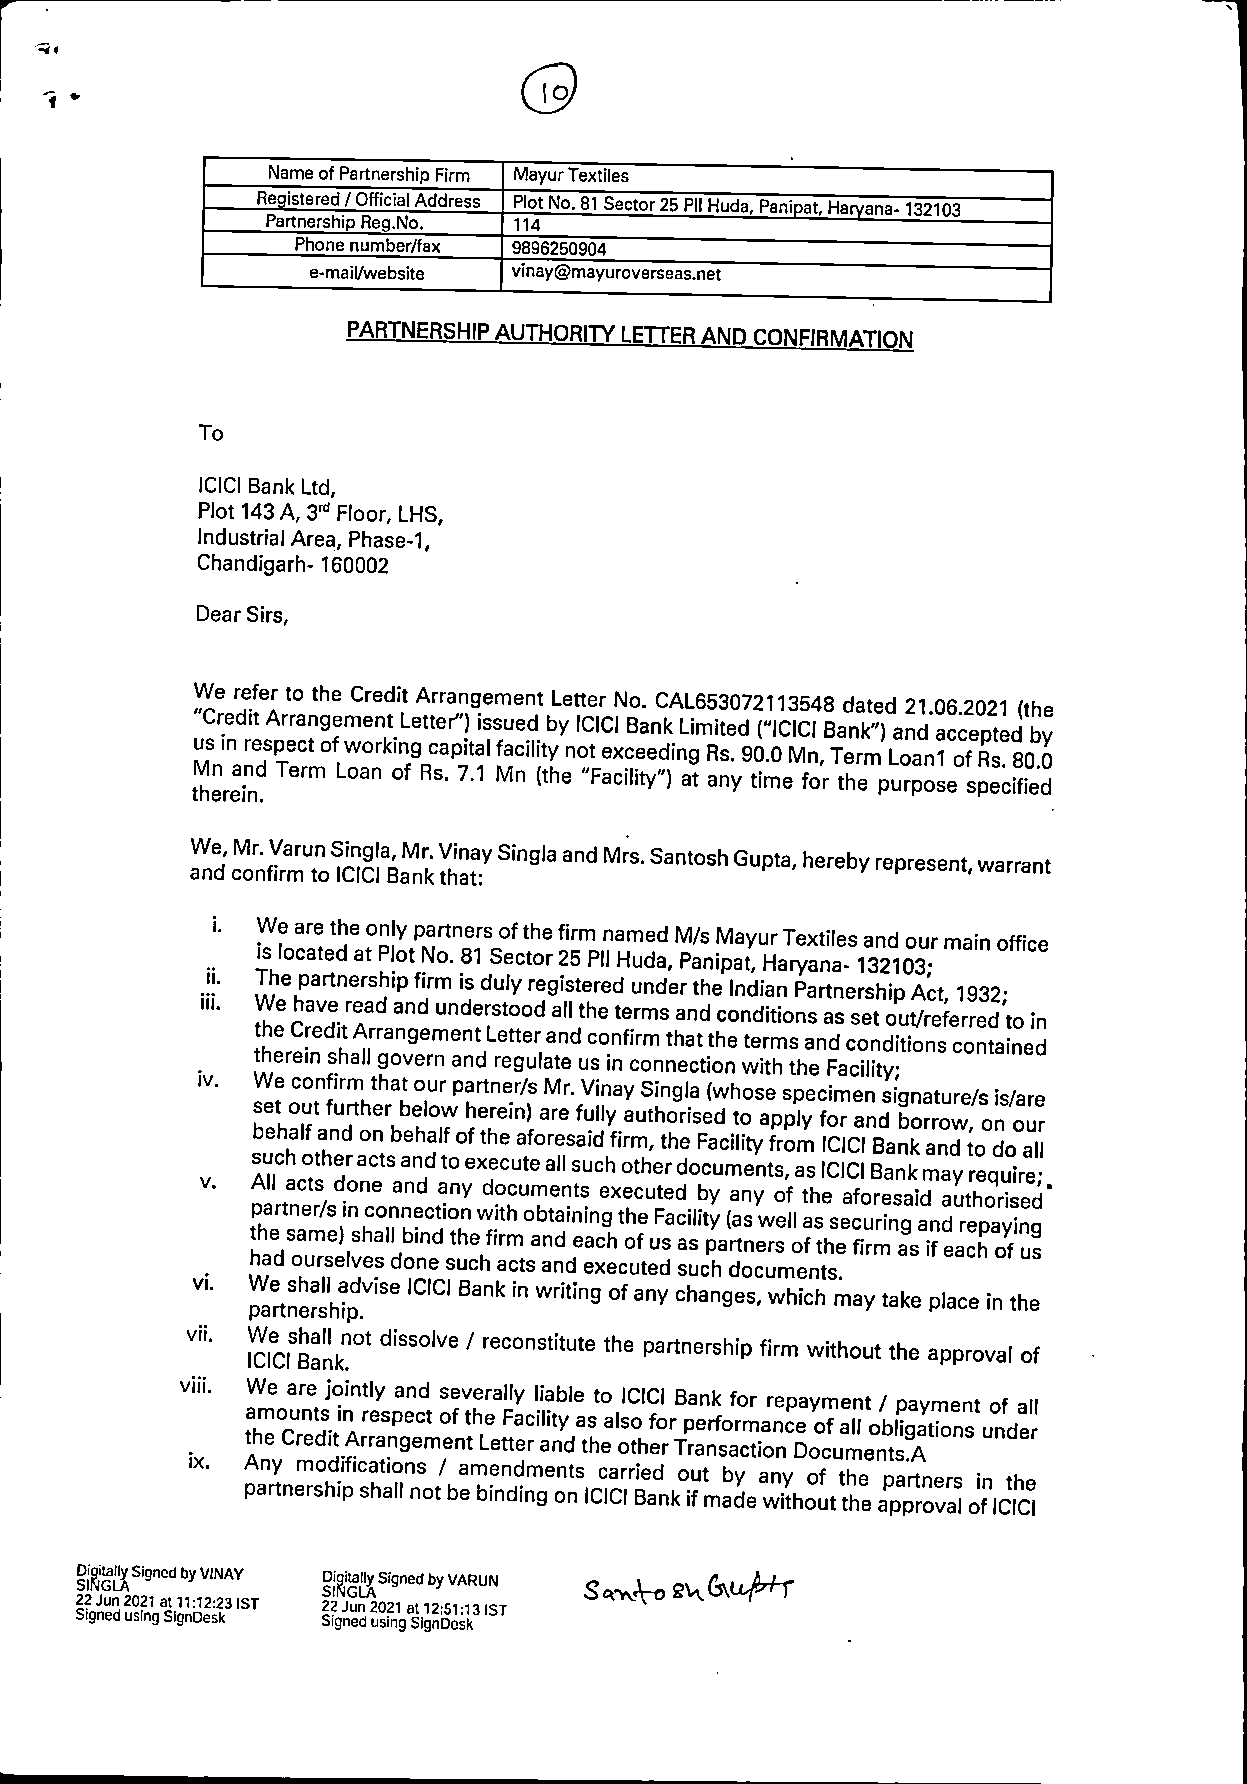 10
Name of Partnership Firm Mayur Textiles
Registered / Official Address Plot No. 81 Sector 25 PII Huda, Panipat, Haryana- 132103
Partnership Reg.No. 114
Phone number/fax 9896250904
e-mail/website vinay@mayuroverseas.net
PARTNERSHIP AUTHORITY LETTER AND CONFIRMATION
To
ICICI Bank Ltd,
Plot 143 A, 3rd Floor, LHS,
Industrial Area, Phase-1,
Chandigarh- 160002
Dear Sirs,
We refer to the Credit Arrangement Letter No. CAL653072113548 dated 21.06.2021 (the
"Credit Arrangement Letter") issued by ICICI Bank Limited ("ICICI Bank") and accepted by
us in respect of working capital facility not exceeding Rs. 90.0 Mn, Term Loan1 of Rs. 80.0
Mn and Term Loan of Rs. 7.1 Mn (the "Facility") at any time for the purpose specified
therein.
We, Mr. Varun Singla, Mr. Vinay Singla and Mrs. Santosh Gupta, hereby represent, warrant
and confirm to ICICI Bank that:
i. We are the only partners of the firm named M/s Mayur Textiles and our main office
is located at Plot No. 81 Sector 25 PII Huda, Panipat, Haryana- 132103;
ii. The partnership firm is duly registered under the Indian Partnership Act, 1932;
iii. We have read and understood all the terms and conditions as set out/referred to in
the Credit Arrangement Letter and confirm that the terms and conditions contained
therein shall govern and regulate us in connection with the Facility;
iv. We confirm that our partner/s Mr. Vinay Singla (whose specimen signature/s is/are
set out further below herein) are fully authorised to apply for and borrow, on our
behalf and on behalf of the aforesaid firm, the Facility from ICICI Bank and to do all
such other acts and to execute all such other documents, as ICICI Bank may require;
v. All acts done and any documents executed by any of the aforesaid authorised
partner/s in connection with obtaining the Facility (as well as securing and repaying
the same) shall bind the firm and each of us as partners of the firm as if each of us
had ourselves done such acts and executed such documents.
vi. We shall advise ICICI Bank in writing of any changes, which may take place in the
partnership.
vii. We shall not dissolve / reconstitute the partnership firm without the approval of
ICICI Bank.
viii. We are jointly and severally liable to ICICI Bank for repayment / payment of all
amounts in respect of the Facility as also for performance of all obligations under
the Credit Arrangement Letter and the other Transaction Documents.A
ix. Any modifications / amendments carried out by any of the partners in the
partnership shall not be binding on ICICI Bank if made without the approval of ICICI
Digitally Signed by VINAY
SINGLA
22 Jun 2021 at 11:12:23 IST
Signed using SignDesk
Digitally Signed by VARUN
SINGLA
22 Jun 2021 at 12:51:13 IST
Signed using SignDesk
Santosh Gupta